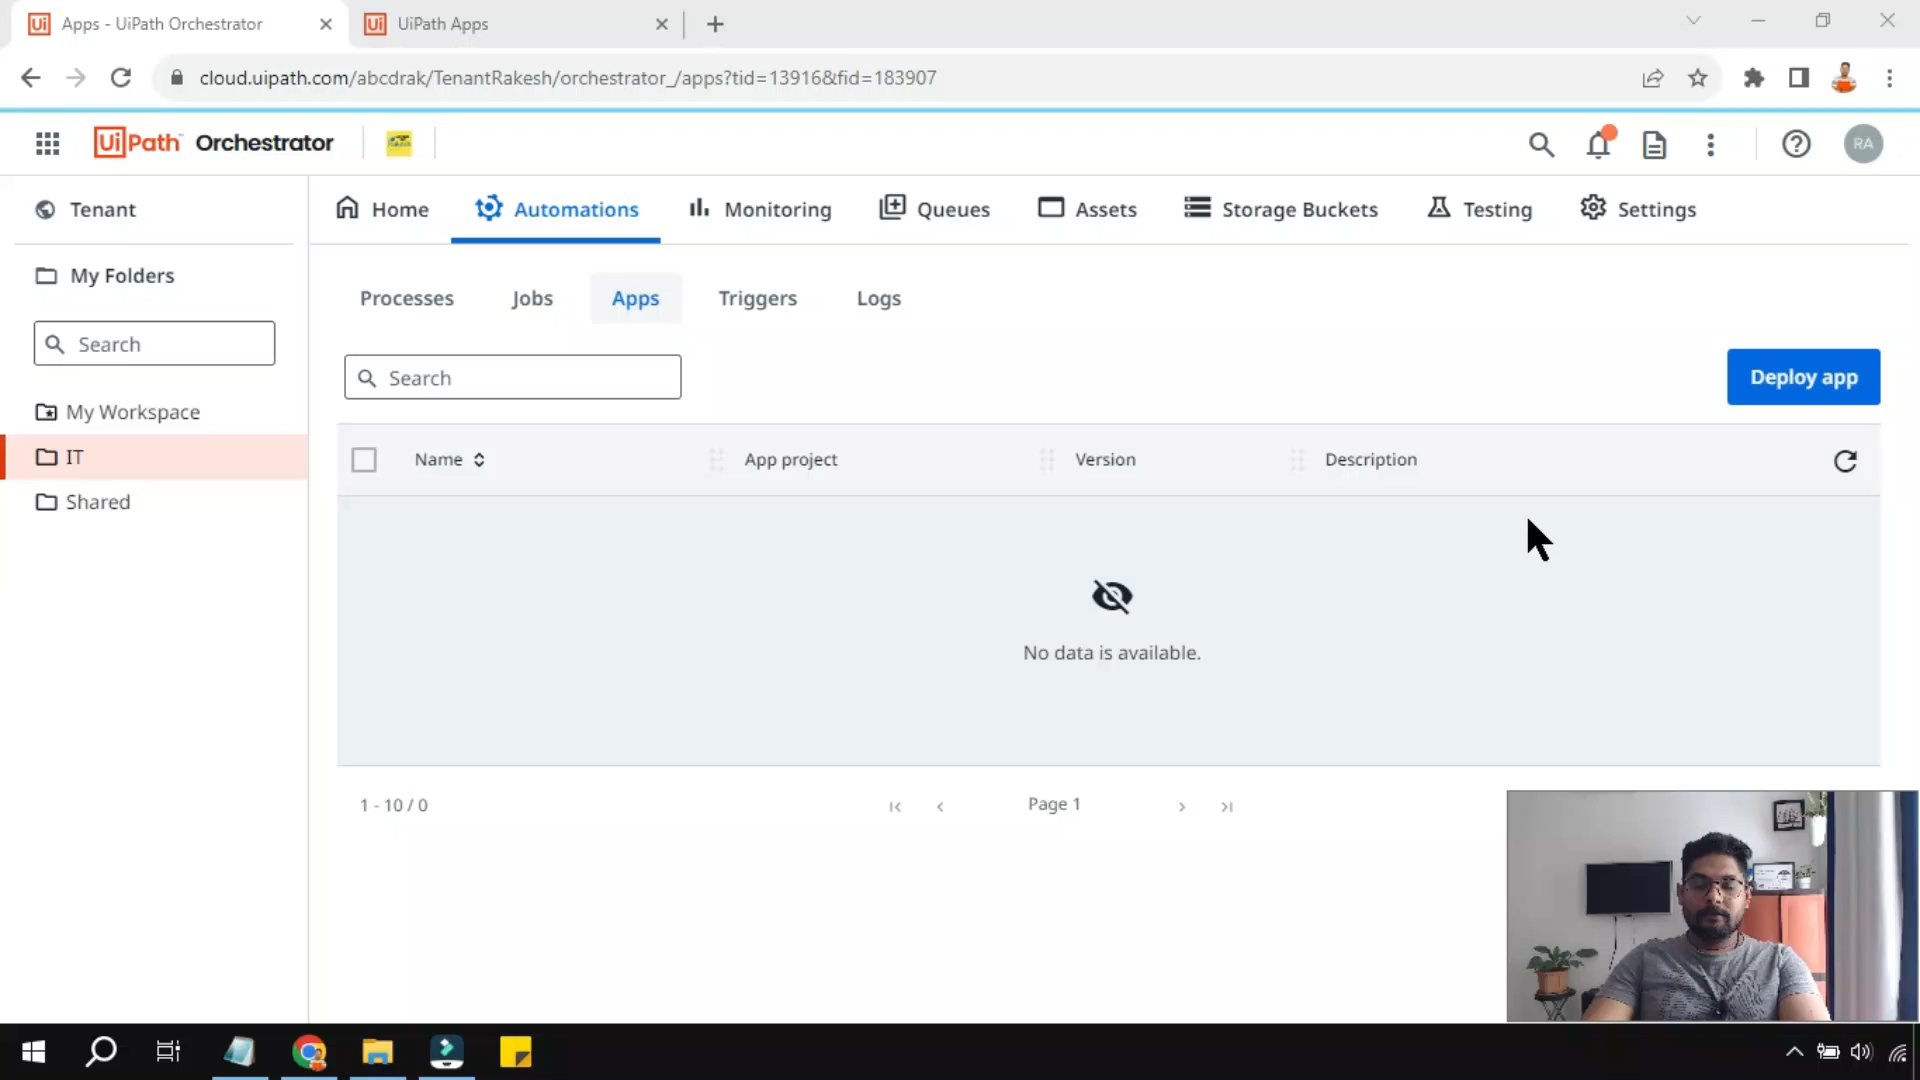 Apps - UiPath Orchestrator
UiPath Apps
cloud.uipath.com/abcdrak/TenantRakesh/orchestrator_/apps?tid=13916&fid=183907
UiPath Orchestrator
RA
Tenant
Home
Automations
Monitoring
Queues
Assets
Storage Buckets
Testing
Settings
My Folders
Processes
Jobs
Apps
Triggers
Logs
Search
Search
Deploy app
My Workspace
IT
Shared
Name
App project
Version
Description
No data is available.
1 - 10 / 0
Page 1